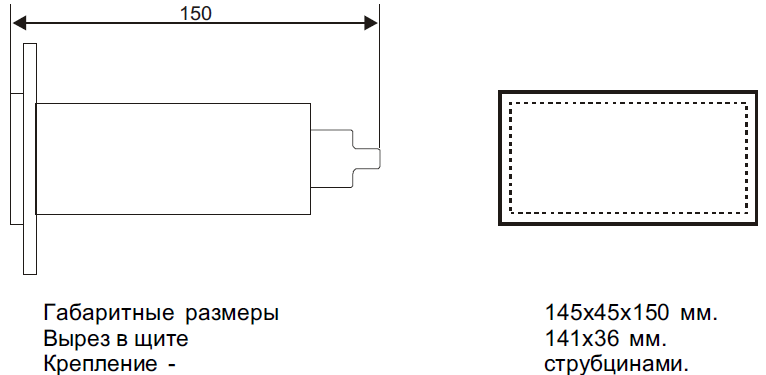 150
Габаритные размеры 145x45x150 мм.
Вырез в щите 141x36 мм.
Крепление - струбцинами.